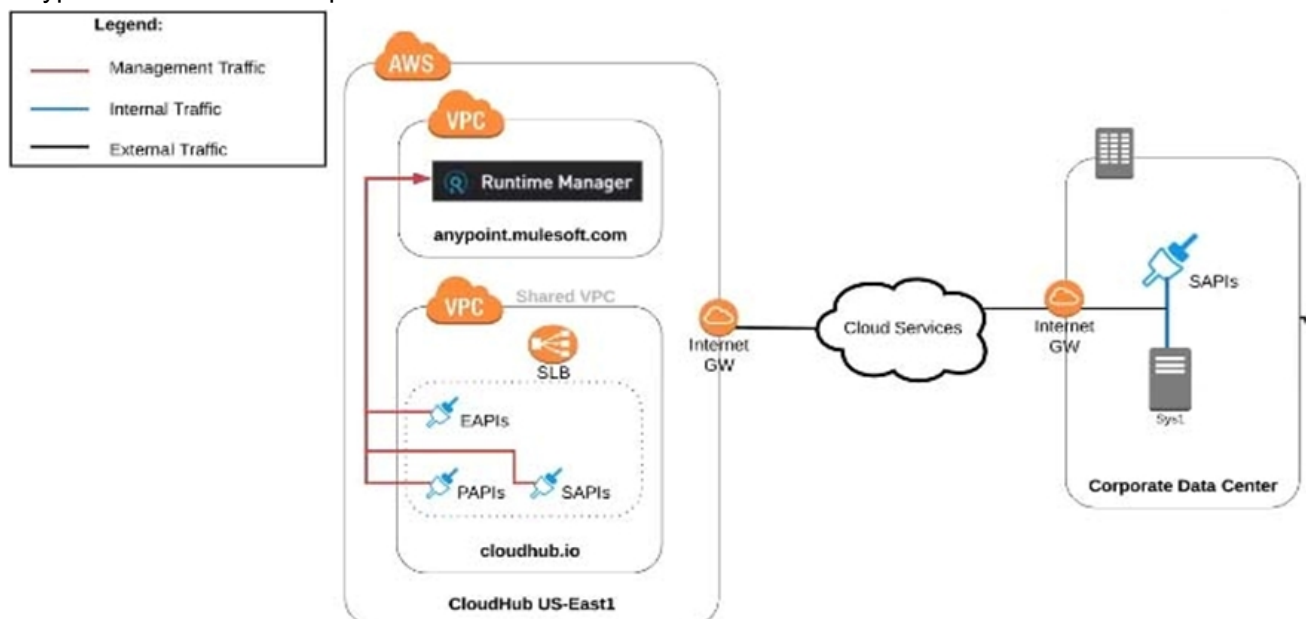 Legend:
Management Traffic
Internal Traffic
External Traffic
AWS
VPC
Runtime Manager
anypoint.mulesoft.com
VPC
Shared VPC
SLB
EAPIs
PAPIs
SAPIs
cloudhub.io
CloudHub US-East1
Internet
GW
Cloud Services
Internet
GW
SAPIs
Sys1
Corporate Data Center